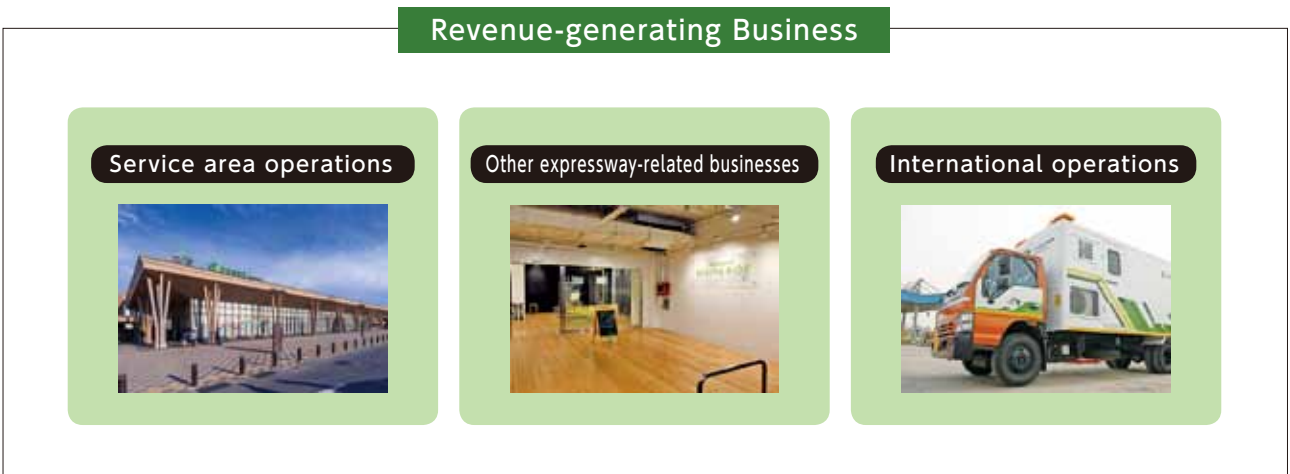 Revenue-generating Business
Service area operations
Other expressway-related businesses
International operations